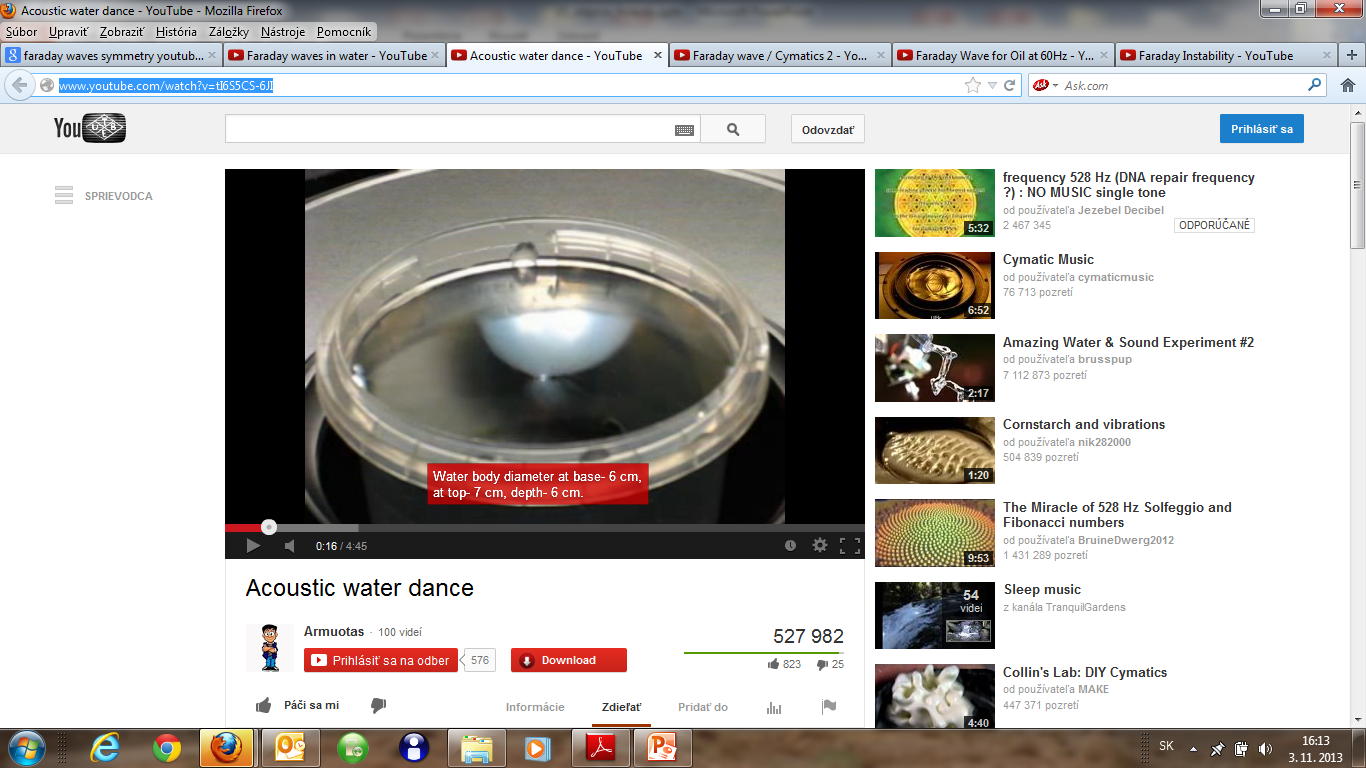 Acoustic water dance - YouTube - Mozilla Firefox
Súbor Upraviť Zobraziť História Záložky Nástroje Pomocník
faraday waves symmetry youtub...
Faraday waves in water - YouTube
Acoustic water dance - YouTube
Faraday wave / Cymatics 2 - Yo...
Faraday Wave for Oil at 60Hz - Y...
Faraday Instability - YouTube
www.youtube.com/watch?v=tI6S5CS-6JI
Ask
Ask.com
You
Odovzdať
Prihlásiť sa
SPRIEVODCA
Water body diameter at base- 6 cm,
at top- 7 cm, depth- 6 cm.
0:16 / 4:45
Acoustic water dance
Armuotas · 100 videí
Prihlásiť sa na odber
576
Download
527 982
823
25
Páči sa mi
Informácie
Zdieľať
Pridať do
5:32
frequency 528 Hz (DNA repair frequency
?) : NO MUSIC single tone
od používateľa Jezebel Decibel
2 467 345
ODPORÚČANÉ
6:52
Cymatic Music
od používateľa cymaticmusic
76 713 pozretí
2:17
Amazing Water & Sound Experiment #2
od používateľa brusspup
7 112 873 pozretí
1:20
Cornstarch and vibrations
od používateľa nik282000
504 839 pozretí
9:53
The Miracle of 528 Hz Solfeggio and
Fibonacci numbers
od používateľa BruineDwerg2012
1 431 289 pozretí
54
videí
Sleep music
z kanála TranquilGardens
4:40
Collin's Lab: DIY Cymatics
od používateľa MAKE
447 371 pozretí
SK
16:13
3. 11. 2013